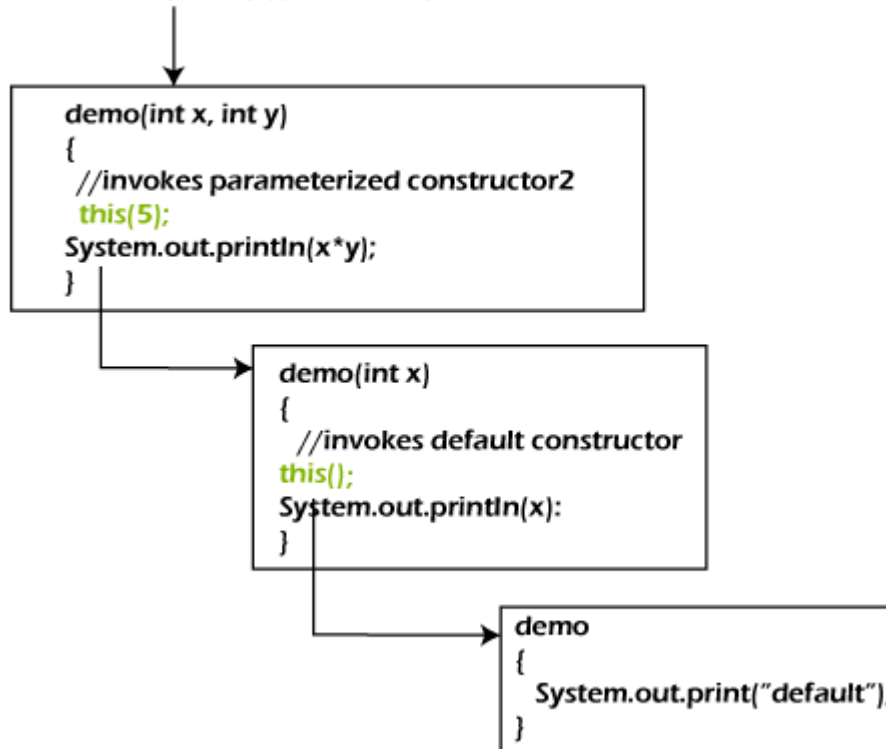 demo(int x, int y)
{
//invokes parameterized constructor2
this(5);
System.out.println(x*y);
}
demo(int x)
{
//invokes default constructor
this();
System.out.println(x):
}
demo
{
System.out.print("default")
}